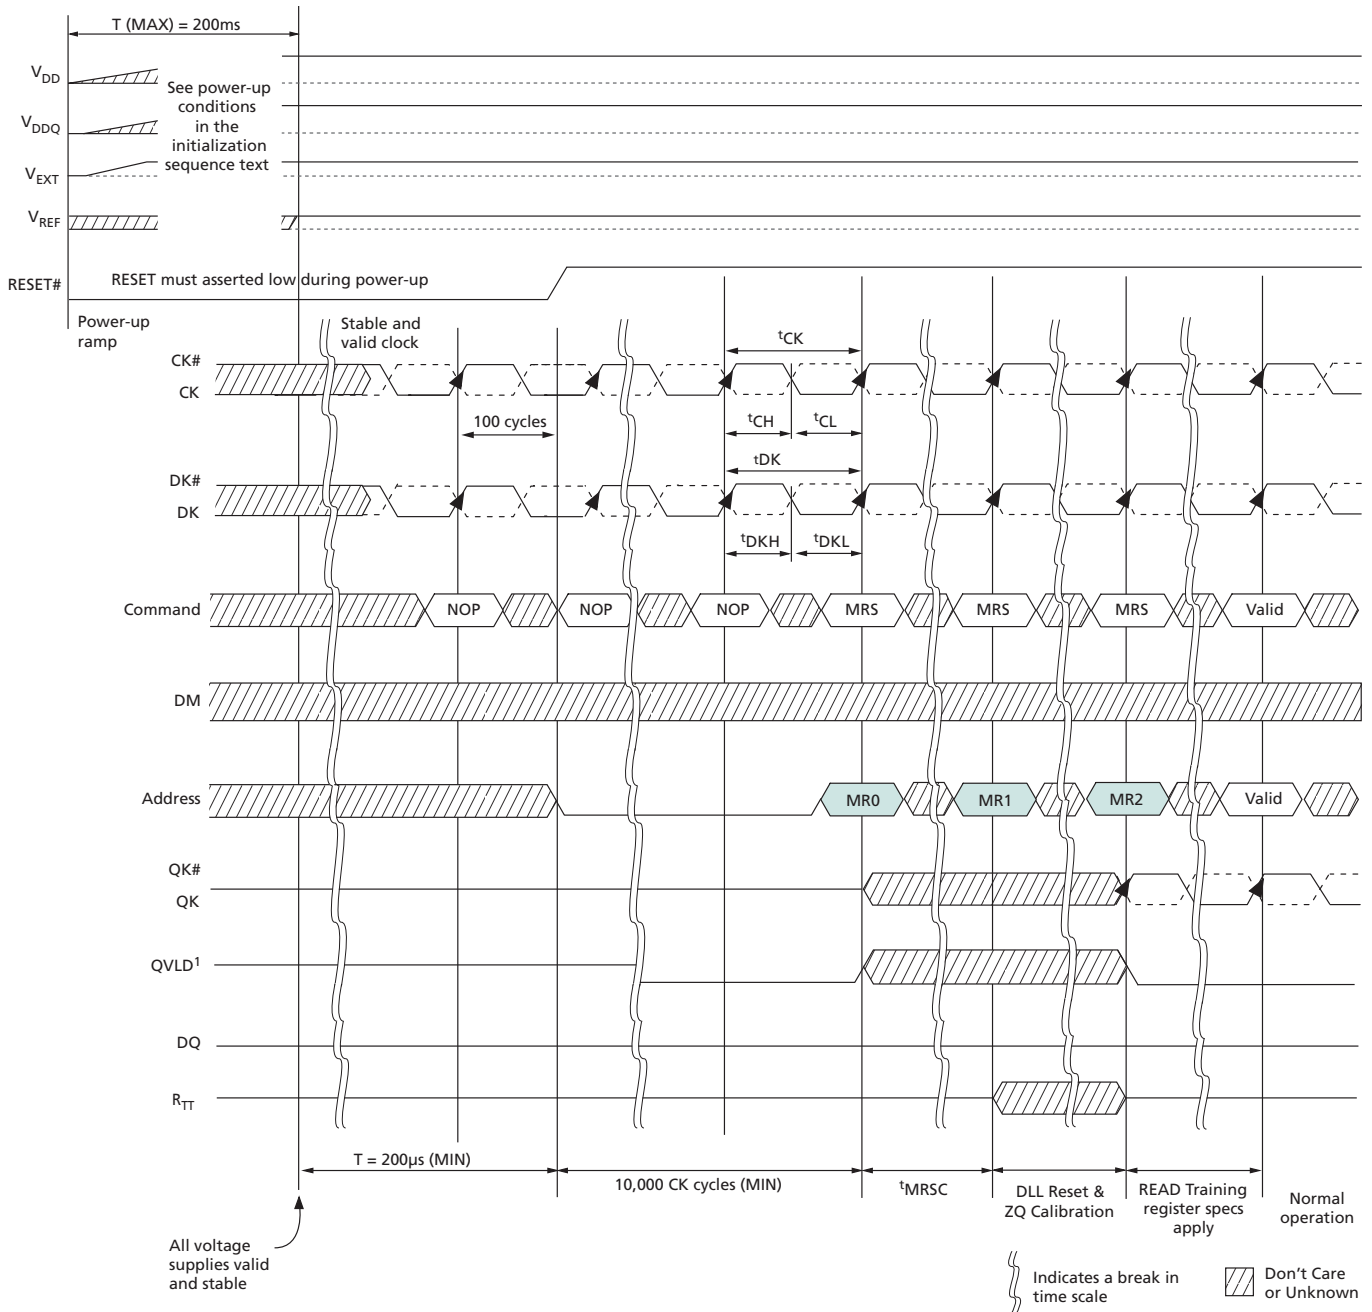 T (MAX) = 200ms
VDD
See power-up
conditions
in the
initialization
sequence text
VDDQ
VEXT
VREF
RESET#
RESET must asserted low during power-up
Power-up
ramp
Stable and
valid clock
CK#
CK
tCK
100 cycles
tCH
tCL
DK#
DK
tDK
tDKH
tDKL
Command
NOP
NOP
NOP
MRS
MRS
MRS
Valid
DM
Address
MR0
MR1
MR2
Valid
QK#
QK
QVLD1
DQ
RTT
T = 200µs (MIN)
10,000 CK cycles (MIN)
tMRSC
DLL Reset &
ZQ Calibration
READ Training
register specs
apply
Normal
operation
All voltage
supplies valid
and stable
Indicates a break in
time scale
Don't Care
or Unknown